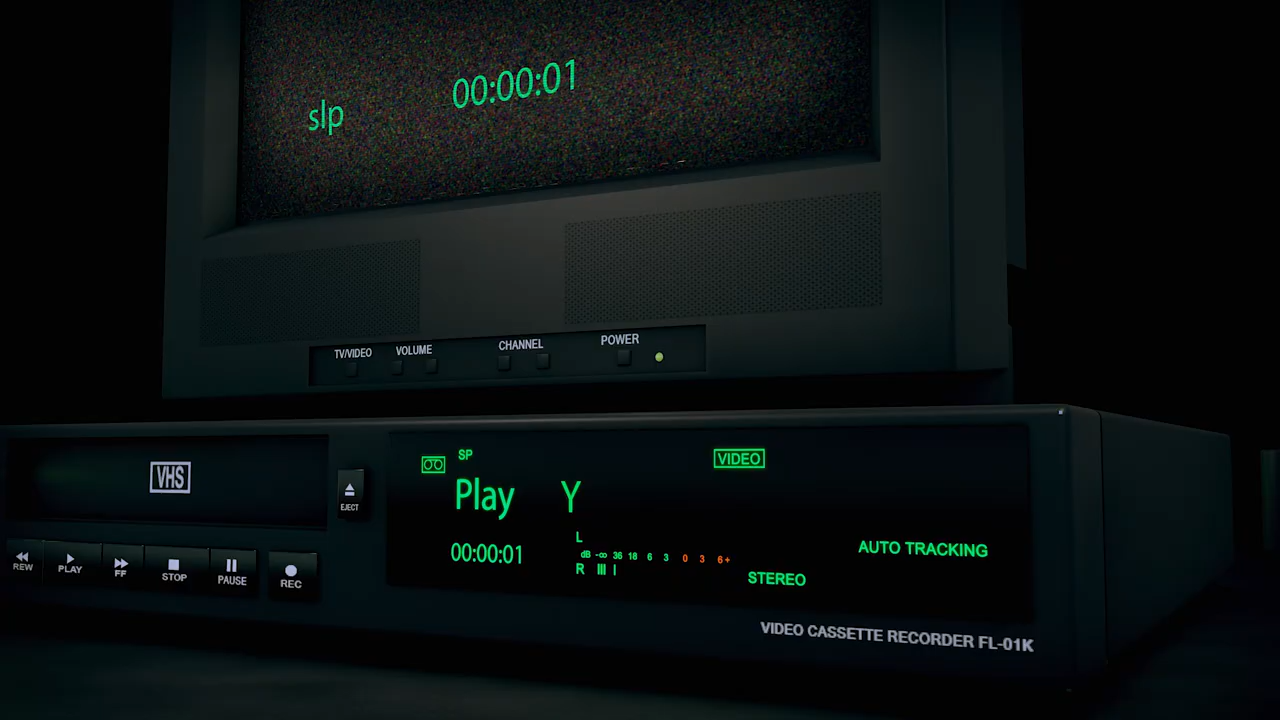 slp 00:00:01
TV/VIDEO VOLUME CHANNEL POWER
VHS
EJECT
REW PLAY FF STOP PAUSE REC
SP
VIDEO
Play Y
00:00:01
L
dB -∞ 36 18 6 3 0 3 6+
R
STEREO
AUTO TRACKING
VIDEO CASSETTE RECORDER FL-01K